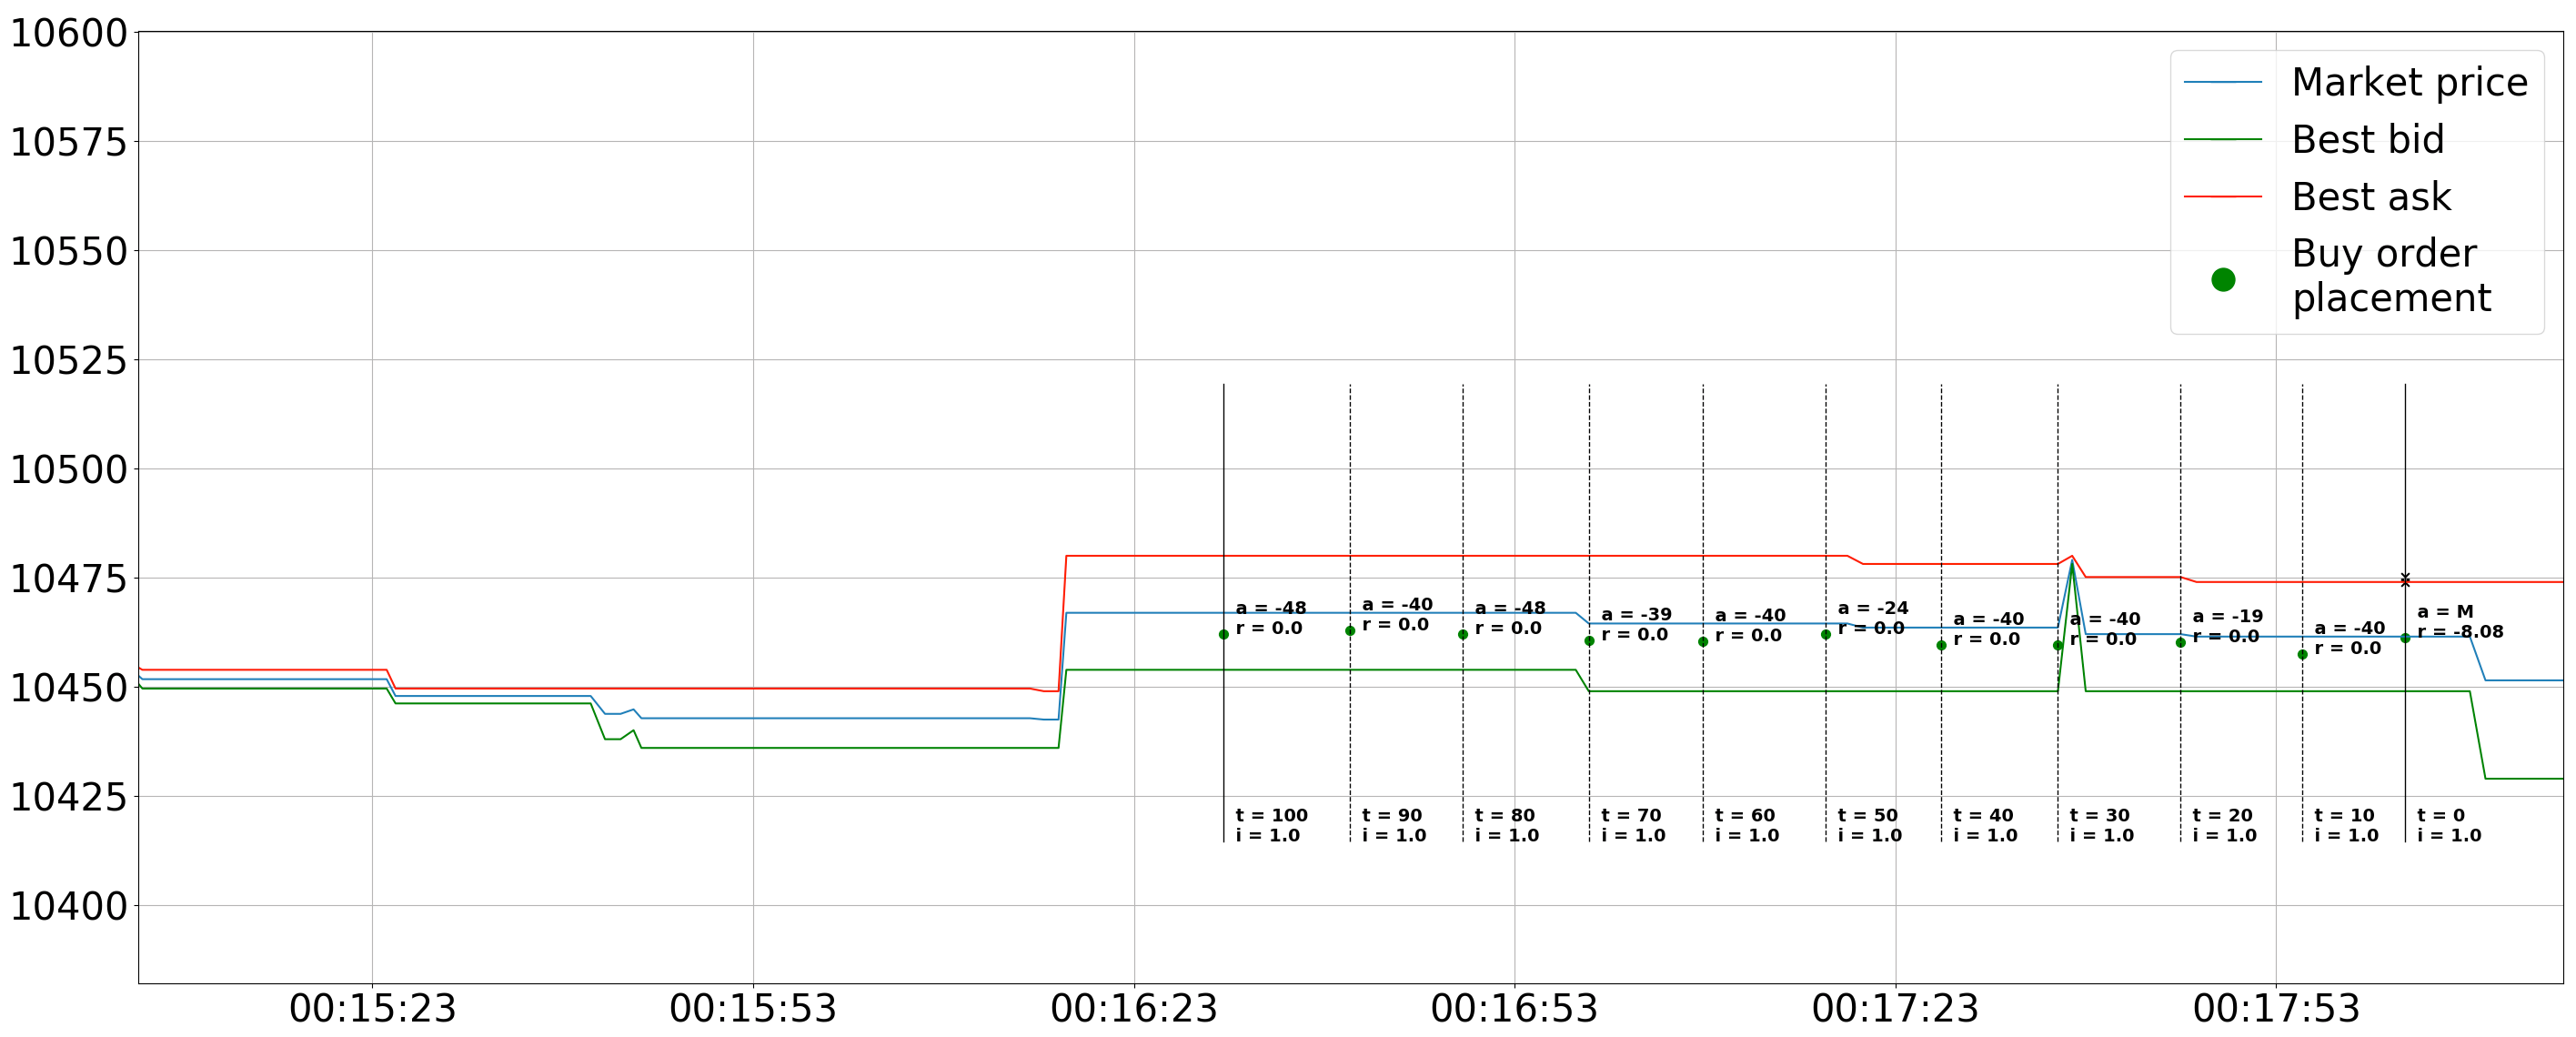 10600
10575
10550
10525
10500
10475
10450
10425
10400
Market price
Best bid
Best ask
Buy order
placement
a = -48
r = 0.0
a = -40
r = 0.0
a = -48
r = 0.0
a = -39
r = 0.0
a = -40
r = 0.0
a = -24
r = 0.0
a = -40
r = 0.0
a = -40
r = 0.0
a = -19
r = 0.0
a = -40
r = 0.0
a = M
r = -8.08
t = 100
i = 1.0
t = 90
i = 1.0
t = 80
i = 1.0
t = 70
i = 1.0
t = 60
i = 1.0
t = 50
i = 1.0
t = 40
i = 1.0
t = 30
i = 1.0
t = 20
i = 1.0
t = 10
i = 1.0
t = 0
i = 1.0
00:15:23
00:15:53
00:16:23
00:16:53
00:17:23
00:17:53